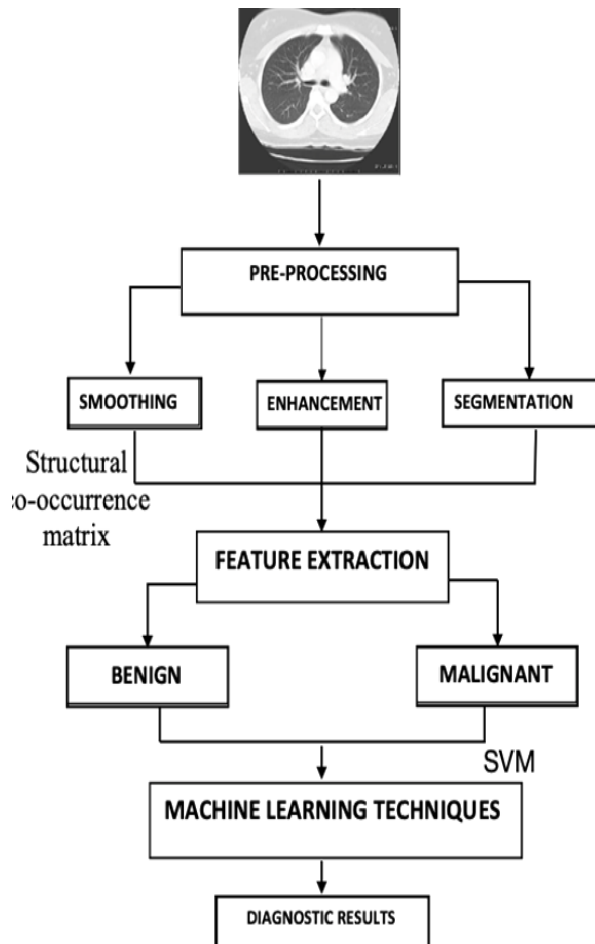 PRE-PROCESSING
SMOOTHING
ENHANCEMENT
SEGMENTATION
Structural
co-occurrence
matrix
FEATURE EXTRACTION
BENIGN
MALIGNANT
SVM
MACHINE LEARNING TECHNIQUES
DIAGNOSTIC RESULTS